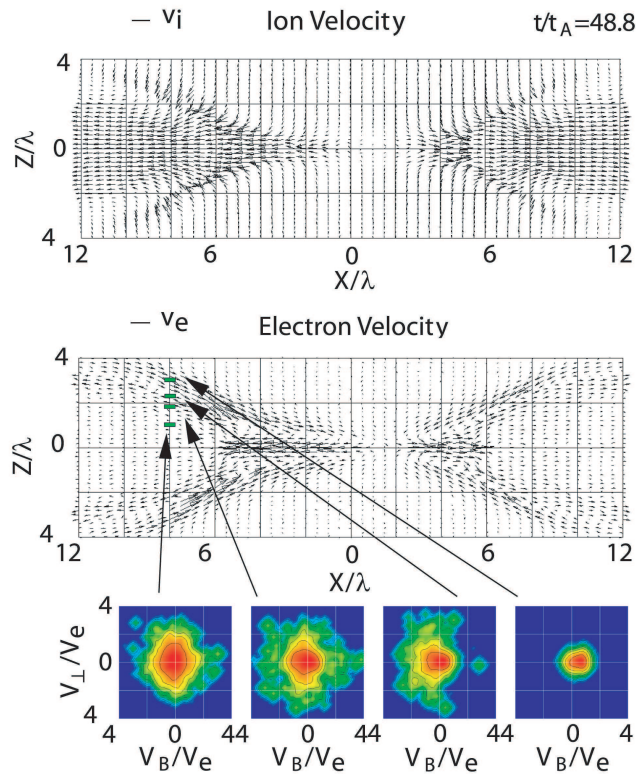 — v_i Ion Velocity t/t_A=48.8
4
Z/λ
0
4
12 6 0 6 12
X/λ
— v_e Electron Velocity
4
Z/λ
0
4
12 6 0 6 12
X/λ
4
V_⊥/V_e
0
4
4 0 44 0 44 0 44 0 4
V_B/V_e V_B/V_e V_B/V_e V_B/V_e